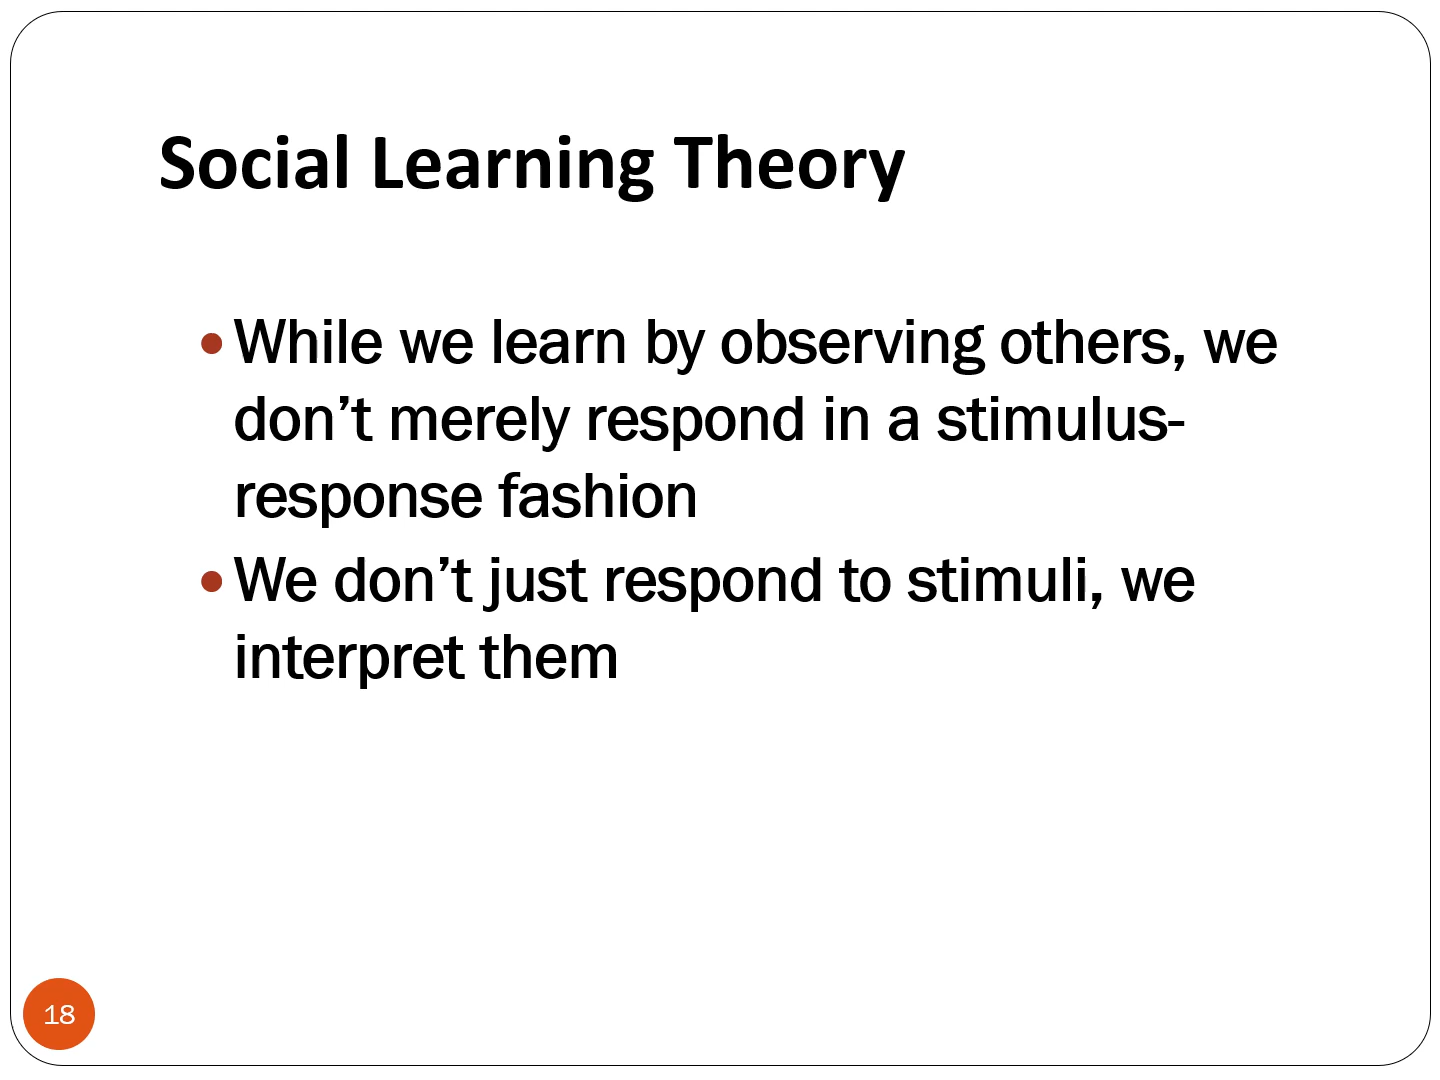 Social Learning Theory
• While we learn by observing others, we
don’t merely respond in a stimulus-
response fashion
• We don’t just respond to stimuli, we
interpret them
18